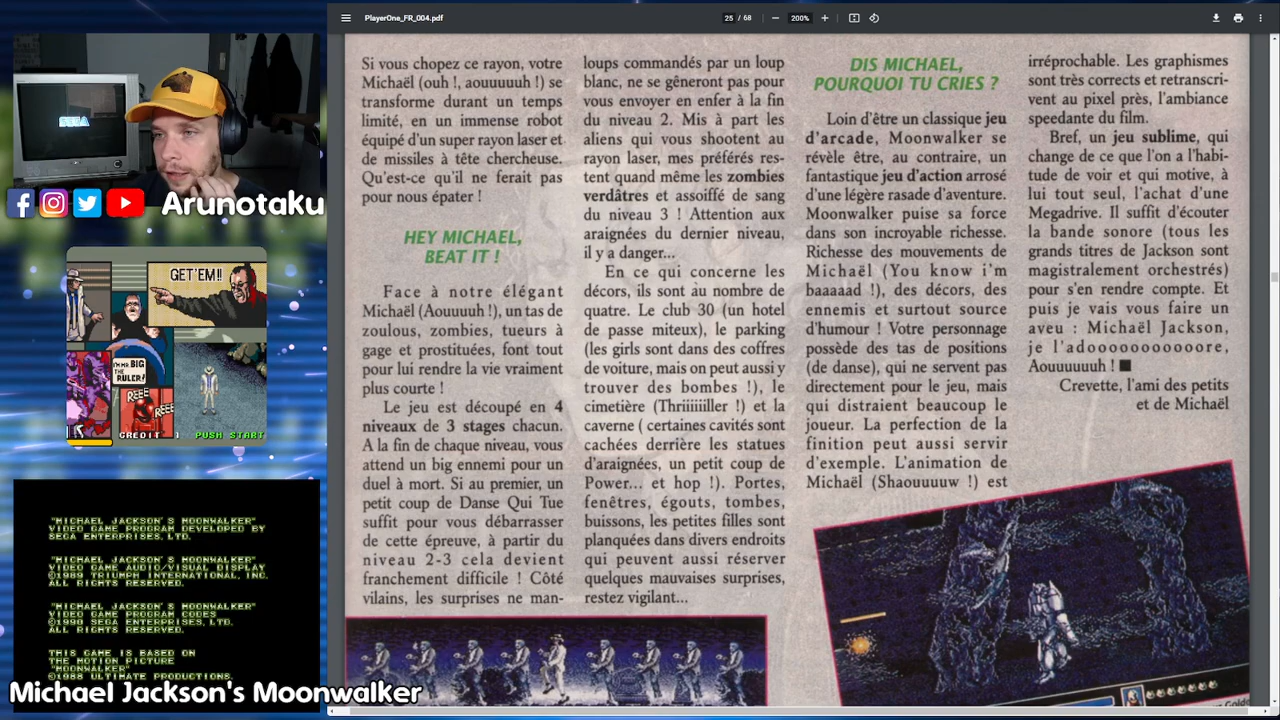 PlayerOne_FR_004.pdf
25 / 68
200%
SEGA
Arunotaku
GET'EM!!
I'M MR. BIG
THE
RULER!
REEE
REEE
CREDIT 1 PUSH START
"MICHAEL JACKSON'S MOONWALKER"
VIDEO GAME PROGRAM DEVELOPED BY
SEGA ENTERPRISES,LTD.
"MICHAEL JACKSON'S MOONWALKER"
VIDEO GAME AUDIO/VISUAL DISPLAY
©1989 TRIUMPH INTERNATIONAL, INC.
ALL RIGHTS RESERVED.
"MICHAEL JACKSON'S MOONWALKER"
VIDEO GAME PROGRAM CODES
©1990 SEGA ENTERPRISES,LTD.
ALL RIGHTS RESERVED.
THIS GAME IS BASED ON
THE MOTION PICTURE
"MOONWALKER"
©1988 ULTIMATE PRODUCTIONS.
Michael Jackson's Moonwalker
Si vous chopez ce rayon, votre
Michaël (ouh !, aouuuuuh !) se
transforme durant un temps
limité, en un immense robot
équipé d'un super rayon laser et
de missiles à tête chercheuse.
Qu'est-ce qu'il ne ferait pas
pour nous épater !
HEY MICHAEL,
BEAT IT !
Face à notre élégant
Michaël (Aouuuuh !), un tas de
zoulous, zombies, tueurs à
gage et prostituées, font tout
pour lui rendre la vie vraiment
plus courte !
Le jeu est découpé en 4
niveaux de 3 stages chacun.
A la fin de chaque niveau, vous
attend un big ennemi pour un
duel à mort. Si au premier, un
petit coup de Danse Qui Tue
suffit pour vous débarrasser
de cette épreuve, à partir du
niveau 2-3 cela devient
franchement difficile ! Côté
vilains, les surprises ne man-
loups commandés par un loup
blanc, ne se gêneront pas pour
vous envoyer en enfer à la fin
du niveau 2. Mis à part les
aliens qui vous shootent au
rayon laser, mes préférés res-
tent quand même les zombies
verdâtres et assoiffé de sang
du niveau 3 ! Attention aux
araignées du dernier niveau,
il y a danger...
En ce qui concerne les
décors, ils sont au nombre de
quatre. Le club 30 (un hotel
de passe miteux), le parking
(les girls sont dans des coffres
de voiture, mais on peut aussi y
trouver des bombes !), le
cimetière (Thriiiiiiller !) et la
caverne ( certaines cavités sont
cachées derrière les statues
d'araignées, un petit coup de
Power... et hop !). Portes,
fenêtres, égouts, tombes,
buissons, les petites filles sont
planquées dans divers endroits
qui peuvent aussi réserver
quelques mauvaises surprises,
restez vigilant...
DIS MICHAEL,
POURQUOI TU CRIES ?
Loin d'être un classique jeu
d'arcade, Moonwalker se
révèle être, au contraire, un
fantastique jeu d'action arrosé
d'une légère rasade d'aventure.
Moonwalker puise sa force
dans son incroyable richesse.
Richesse des mouvements de
Michaël (You know i'm
baaaaad !), des décors, des
ennemis et surtout source
d'humour ! Votre personnage
possède des tas de positions
(de danse), qui ne servent pas
directement pour le jeu, mais
qui distraient beaucoup le
joueur. La perfection de la
finition peut aussi servir
d'exemple. L'animation de
Michaël (Shaouuuuw !) est
irréprochable. Les graphismes
sont très corrects et retranscri-
vent au pixel près, l'ambiance
speedante du film.
Bref, un jeu sublime, qui
change de ce que l'on a l'habi-
tude de voir et qui motive, à
lui tout seul, l'achat d'une
Megadrive. Il suffit d'écouter
la bande sonore (tous les
grands titres de Jackson sont
magistralement orchestrés)
pour s'en rendre compte. Et
puis je vais vous faire un
aveu : Michaël Jackson,
je l'adoooooooooore,
Aouuuuuuh !
Crevette, l'ami des petits
et de Michaël